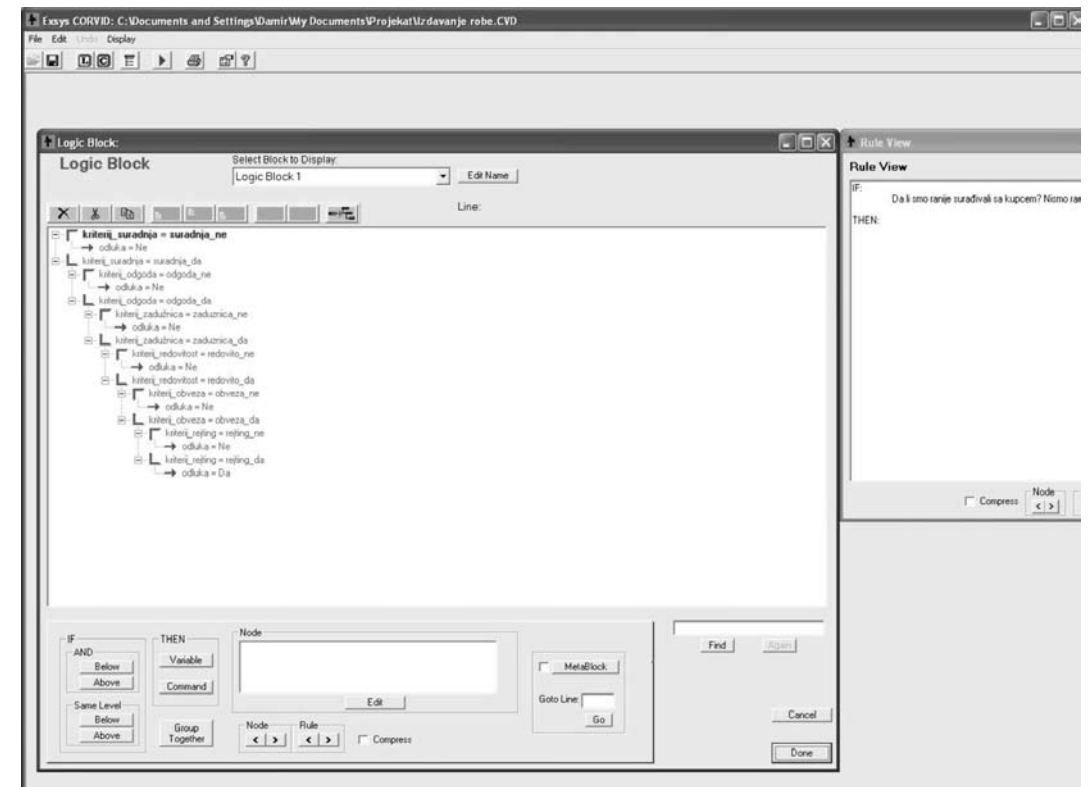 Exsys CORVID: C:\Documents and Settings\Damir\My Documents\Projekat\Izdavanje robe.CVD
File Edit Undo Display
Logic Block:
Logic Block
Select Block to Display:
Logic Block 1
Edit Name
Line:
kriterij_suradnja = suradnja_ne
odluka = Ne
kriterij_suradnja = suradnja_da
kriterij_odgoda = odgoda_ne
odluka = Ne
kriterij_odgoda = odgoda_da
kriterij_zadužnica = zaduznica_ne
odluka = Ne
kriterij_zadužnica = zaduznica_da
kriterij_redovitost = redovito_ne
odluka = Ne
kriterij_redovitost = redovito_da
kriterij_obveza = obveza_ne
odluka = Ne
kriterij_obveza = obveza_da
kriterij_rejting = rejting_ne
odluka = Ne
kriterij_rejting = rejting_da
odluka = Da
IF
AND
Below
Above
Same Level
Below
Above
THEN
Variable
Command
Group Together
Node
Edit
Node
< >
Rule
< >
Compress
MetaBlock
Goto Line:
Go
Find
Again
Cancel
Done
Rule View
Rule View
IF:
Da li smo ranije surađivali sa kupcem? Nismo ran
THEN:
Compress
Node
< >